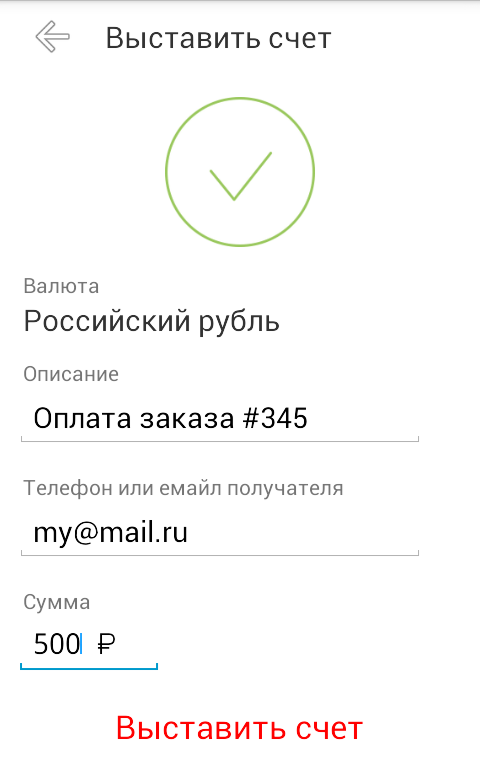 Выставить счет
Валюта
Российский рубль
Описание
Оплата заказа #345
Телефон или емайл получателя
my@mail.ru
Сумма
500 ₽
Выставить счет